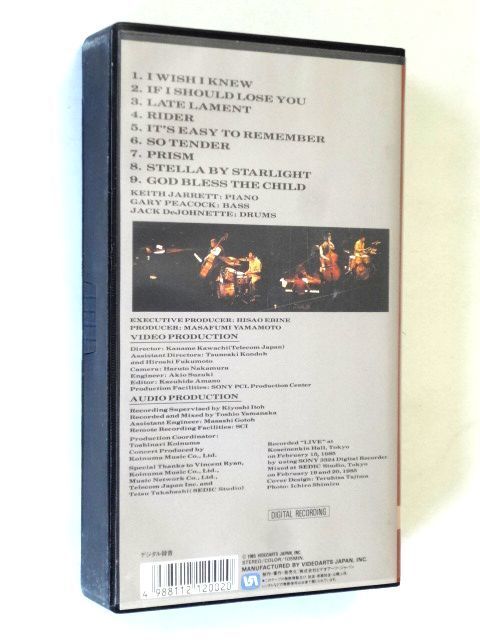 1. I WISH I KNEW
2. IF I SHOULD LOSE YOU
3. LATE LAMENT
4. RIDER
5. IT'S EASY TO REMEMBER
6. SO TENDER
7. PRISM
8. STELLA BY STARLIGHT
9. GOD BLESS THE CHILD
KEITH JARRETT: PIANO
GARY PEACOCK: BASS
JACK DeJOHNETTE: DRUMS
EXECUTIVE PRODUCER: HISAO EBINE
PRODUCER: MASAFUMI YAMAMOTO
VIDEO PRODUCTION
Director: Kaname Kawachi(Telecom Japan)
Assistant Directors: Tsuneaki Kondoh
and Hiroshi Fukumoto
Camera: Haruto Nakamura
Engineer: Akio Suzuki
Editor: Kazuhide Amano
Production Facilities: SONY PCL Production Center
AUDIO PRODUCTION
Recording Supervised by Kiyoshi Itoh
Recorded and Mixed by Toshio Yamanaka
Assistant Engineer: Masashi Gotoh
Remote Recording Facilities: SCI
Production Coordinator:
Toshinari Koinuma
Concert Produced by
Koinuma Music Co., Ltd.
Special Thanks to Vincent Ryan,
Koinuma Music Co., Ltd.,
Music Network Co., Ltd.,
Telecom Japan Inc. and
Tetsu Takahashi(SEDIC Studio)
Recorded "LIVE" at
Koseinenkin Hall, Tokyo
on February 15, 1985
by using SONY 3324 Digital Recorder
Mixed at SEDIC Studio, Tokyo
on February 19 and 20, 1985
Cover Design: Teruhisa Tajima
Photo: Ichiro Shimizu
DIGITAL RECORDING
デジタル録音
4 988112 120020
© 1985 VIDEOARTS JAPAN, INC.
STEREO/COLOR/105MIN.
MANUFACTURED BY VIDEOARTS JAPAN, INC.